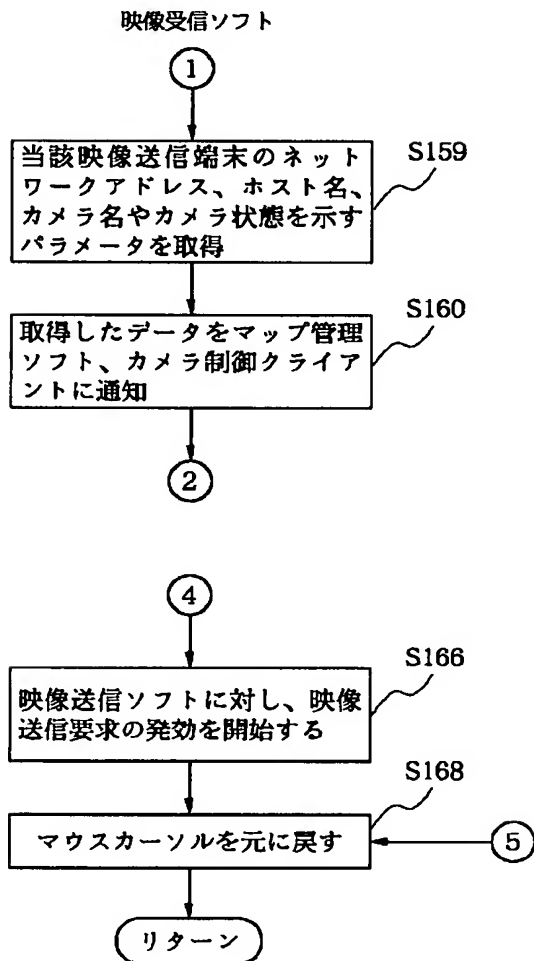 映像受信ソフト
1
当該映像送信端末のネット
ワークアドレス、ホスト名、
カメラ名やカメラ状態を示す
パラメータを取得
S159
取得したデータをマップ管理
ソフト、カメラ制御クライア
ントに通知
S160
2
4
映像送信ソフトに対し、映像
送信要求の発効を開始する
S166
マウスカーソルを元に戻す
S168
5
リターン